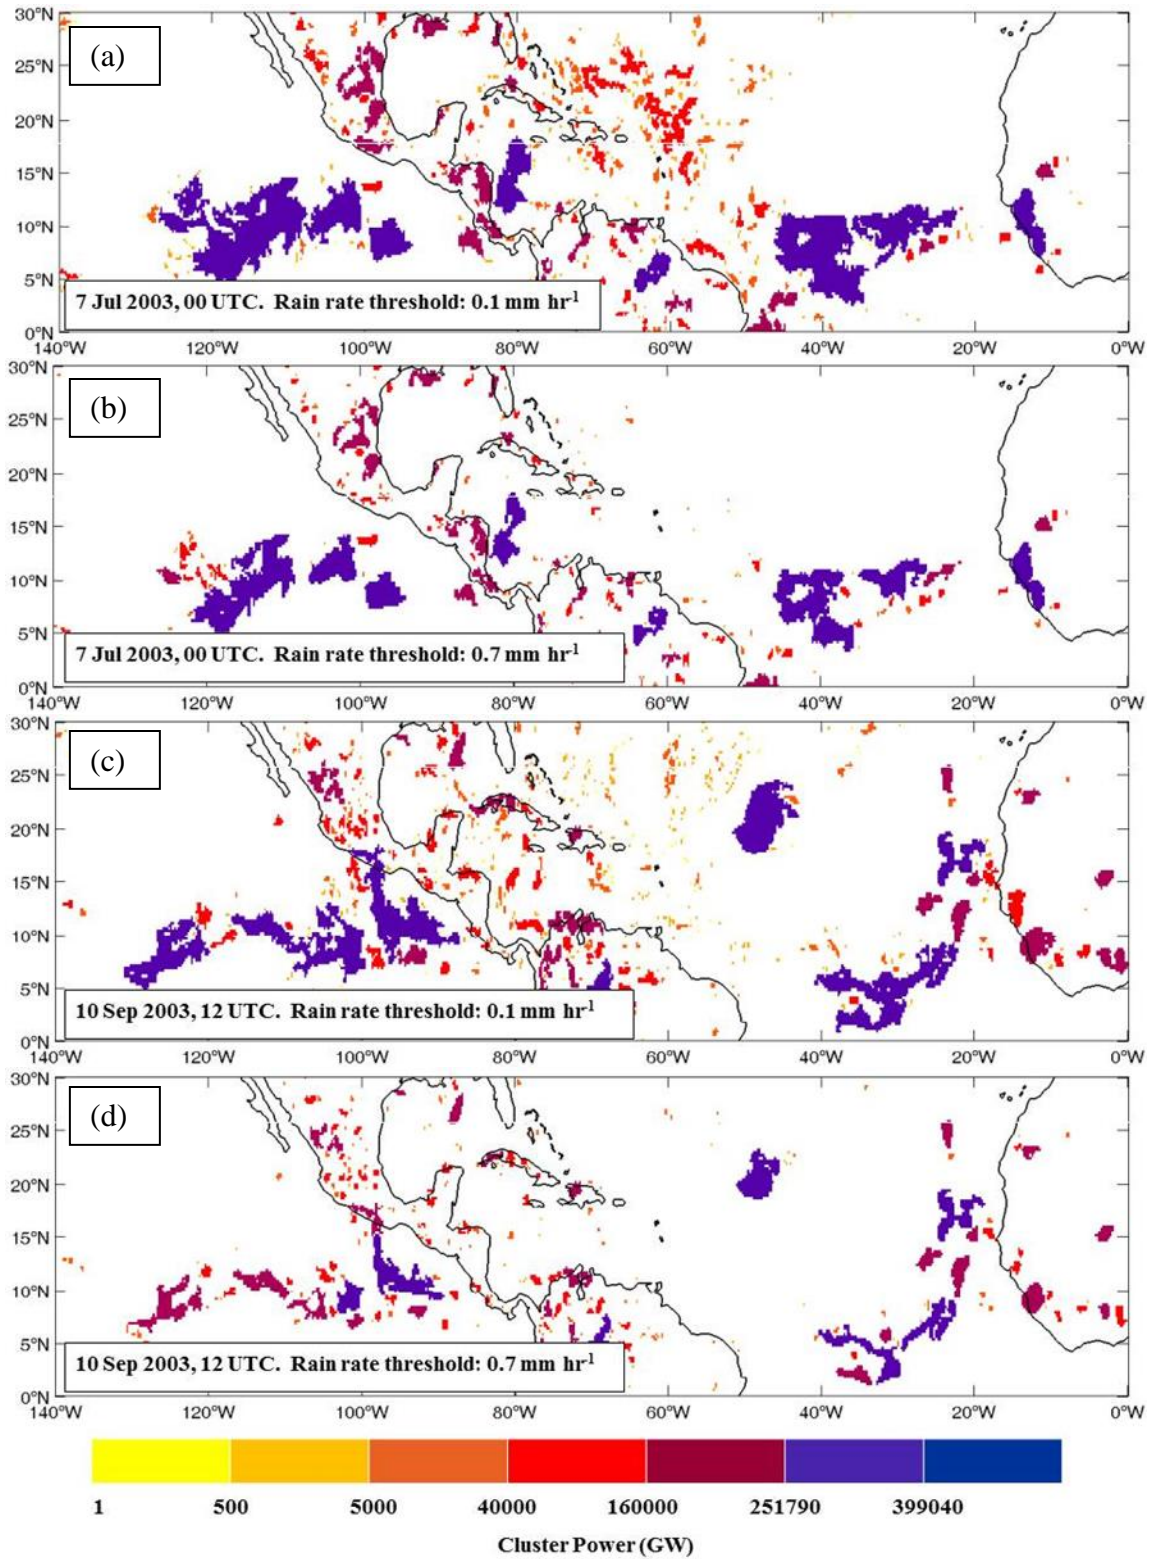 30°N
(a)
25°N
20°N
15°N
10°N
5°N
7 Jul 2003, 00 UTC. Rain rate threshold: 0.1 mm hr-1
0°N
140°W 120°W 100°W 80°W 60°W 40°W 20°W 0°W
30°N
(b)
25°N
20°N
15°N
10°N
5°N
7 Jul 2003, 00 UTC. Rain rate threshold: 0.7 mm hr-1
0°N
140°W 120°W 100°W 80°W 60°W 40°W 20°W 0°W
30°N
(c)
25°N
20°N
15°N
10°N
5°N
10 Sep 2003, 12 UTC. Rain rate threshold: 0.1 mm hr-1
0°N
140°W 120°W 100°W 80°W 60°W 40°W 20°W 0°W
30°N
(d)
25°N
20°N
15°N
10°N
5°N
10 Sep 2003, 12 UTC. Rain rate threshold: 0.7 mm hr-1
0°N
140°W 120°W 100°W 80°W 60°W 40°W 20°W 0°W
1 500 5000 40000 160000 251790 399040
Cluster Power (GW)